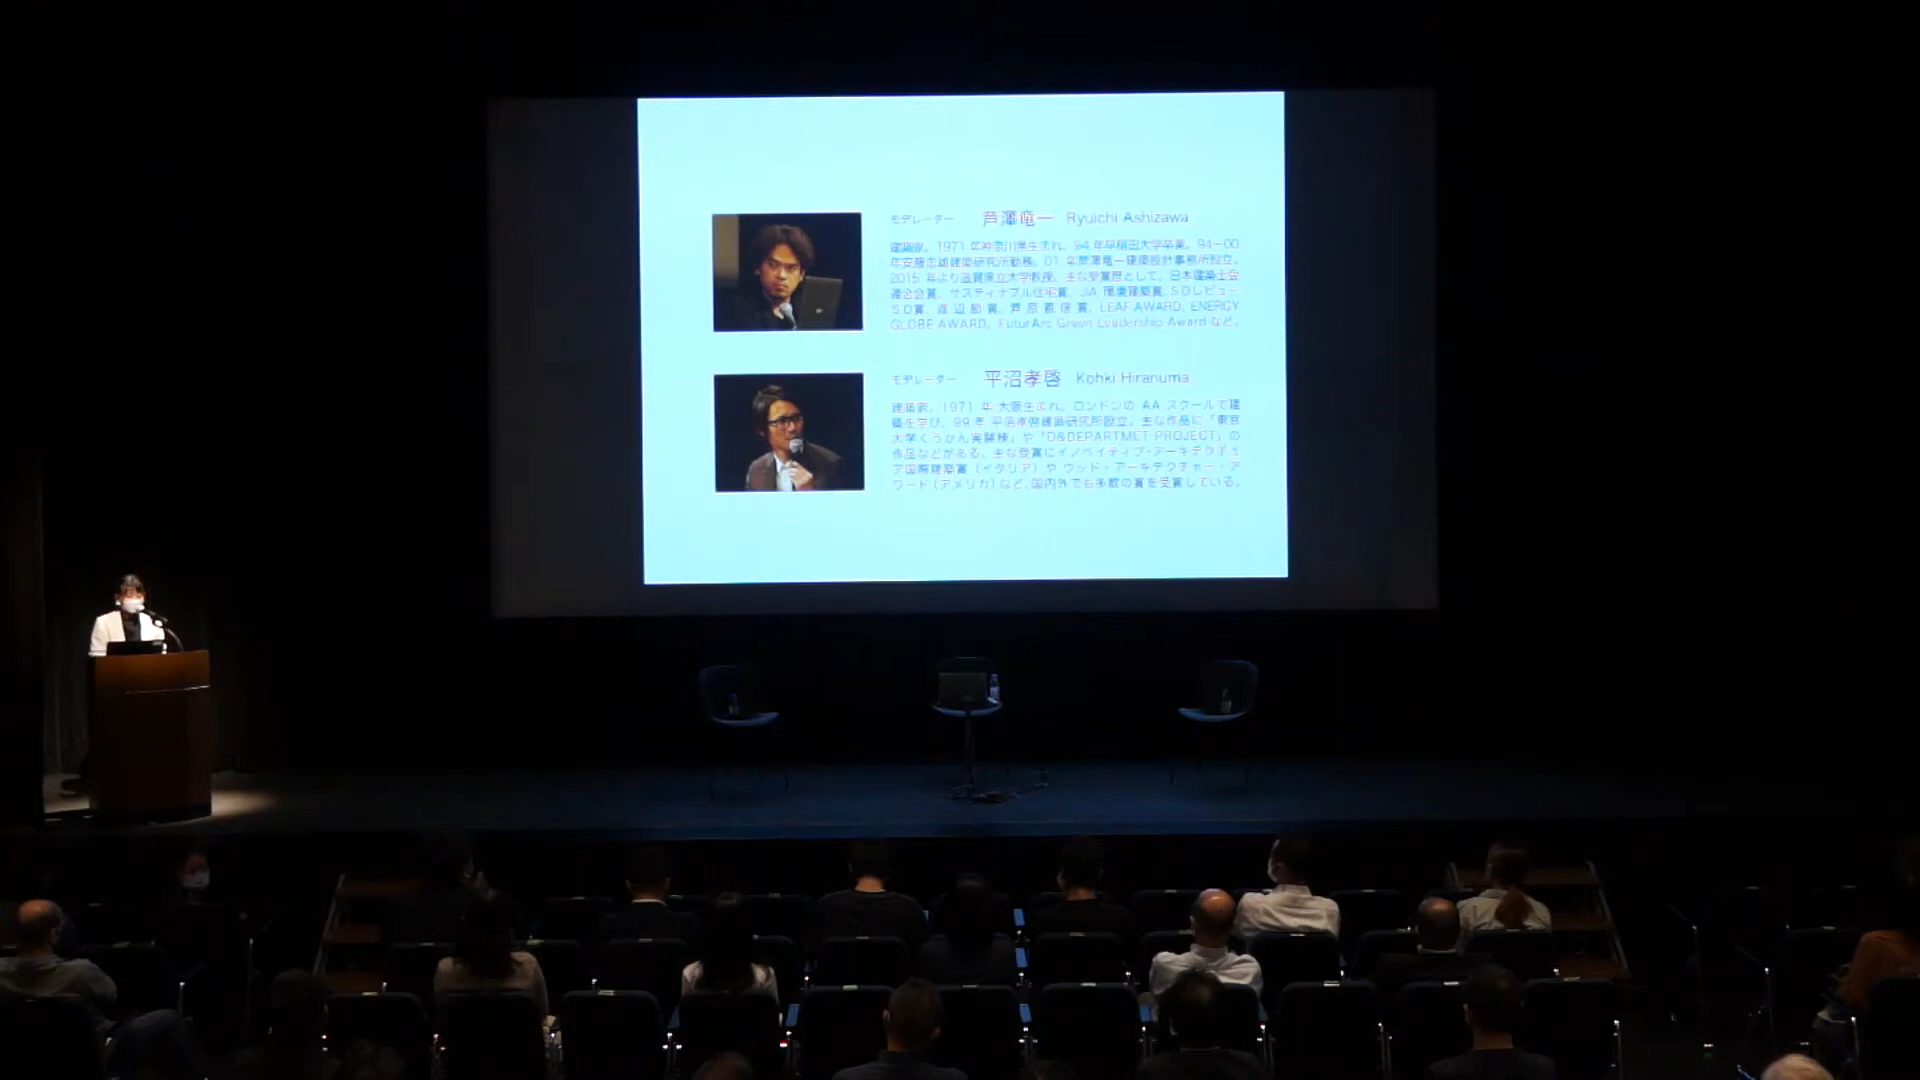 モデレーター 芦澤竜一 Ryuichi Ashizawa
建築家。1971 年神奈川県生まれ。94 年早稲田大学卒業。94−00
年安藤忠雄建築研究所勤務。01 年芦澤竜一建築設計事務所設立。
2015 年より滋賀県立大学教授。主な受賞歴として、日本建築士会
連合会賞、サスティナブル住宅賞、JIA 環境建築賞、SDレビュー
SD賞、渡辺節賞、芦原義信賞、LEAF AWARD, ENERGY
GLOBE AWARD、FuturArc Green Leadership Award など。
モデレーター 平沼孝啓 Kohki Hiranuma
建築家。1971 年 大阪生まれ。ロンドンの AA スクールで建
築を学び、99 年 平沼孝啓建築研究所設立。主な作品に「東京
大学くうかん実験棟」や「D&DEPARTMET PROJECT」の
作品などがある。主な受賞にイノベイティブ・アーキテクチュ
ア国際建築賞（イタリア）や ウッド・アーキテクチャー・ア
ワード（アメリカ）など、国内外でも多数の賞を受賞している。